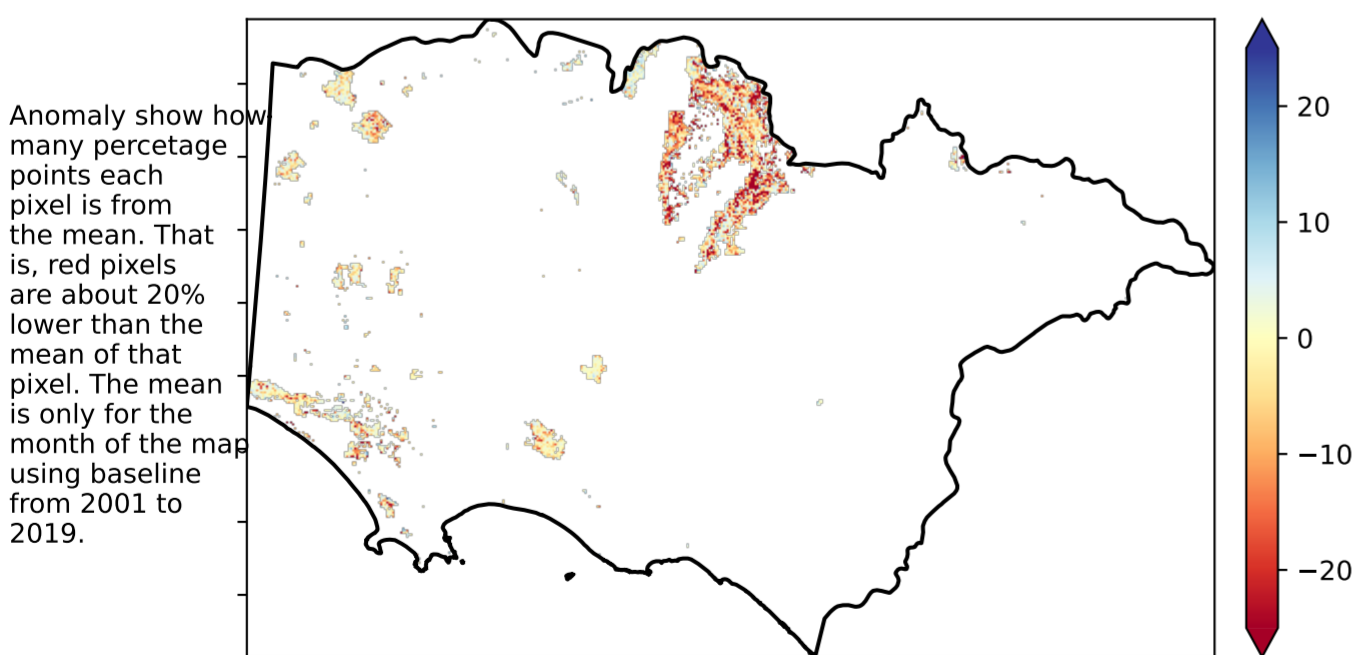 Anomaly show how
many percetage
points each
pixel is from
the mean. That
is, red pixels
are about 20%
lower than the
mean of that
pixel. The mean
is only for the
month of the map
using baseline
from 2001 to
2019.
20
10
0
−10
−20